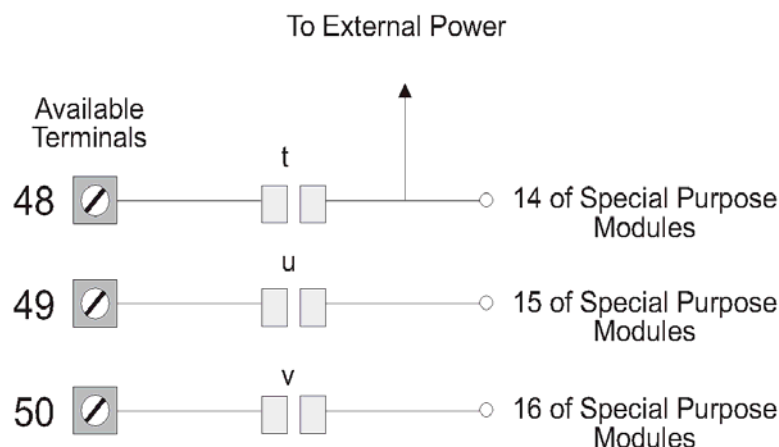 To External Power
Available
Terminals
t
48
14 of Special Purpose
Modules
u
49
15 of Special Purpose
Modules
v
50
16 of Special Purpose
Modules